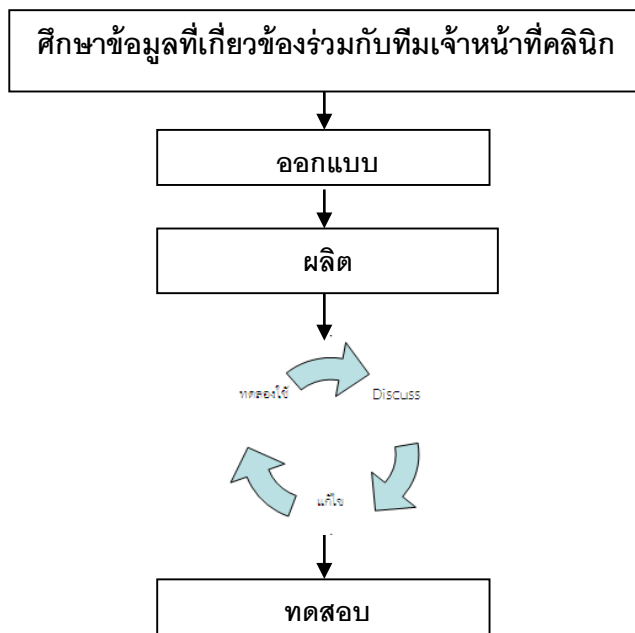 ศึกษาข้อมูลที่เกี่ยวข้องร่วมกับทีมเจ้าหน้าที่คลินิก
ออกแบบ
ผลิต
ทดลองใช้
Discuss
แก้ไข
ทดสอบ